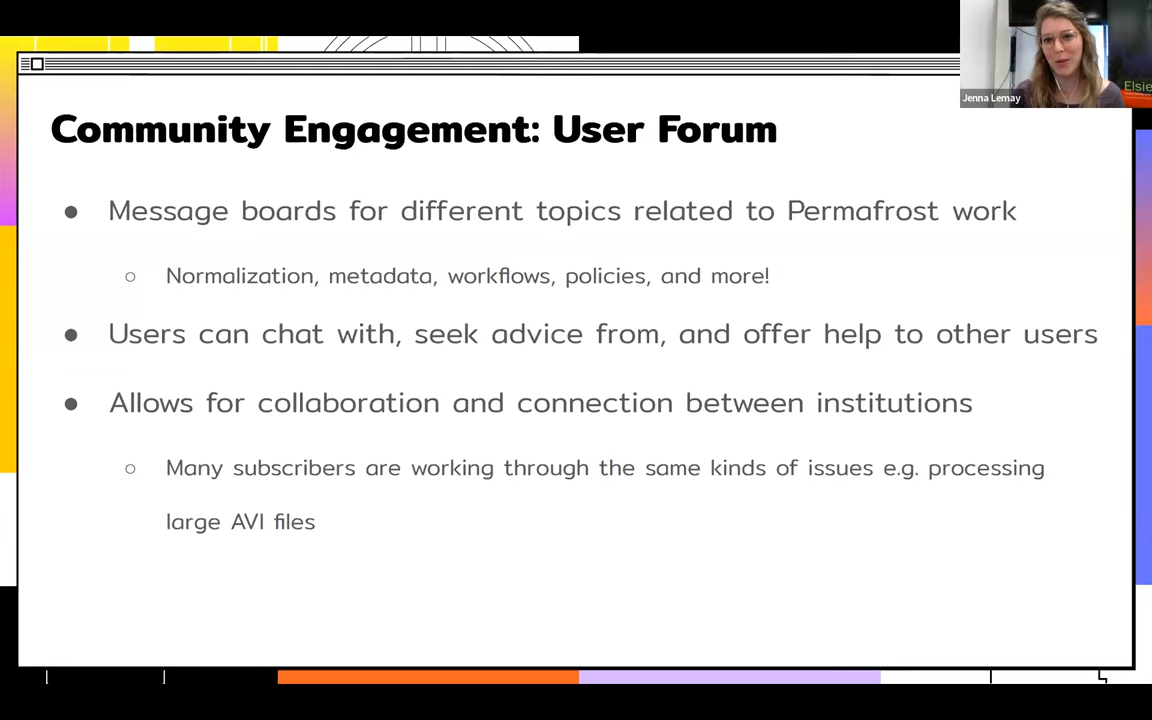 Jenna Lemay
Elsie
Community Engagement: User Forum
● Message boards for different topics related to Permafrost work
○ Normalization, metadata, workflows, policies, and more!
● Users can chat with, seek advice from, and offer help to other users
● Allows for collaboration and connection between institutions
○ Many subscribers are working through the same kinds of issues e.g. processing
large AVI files